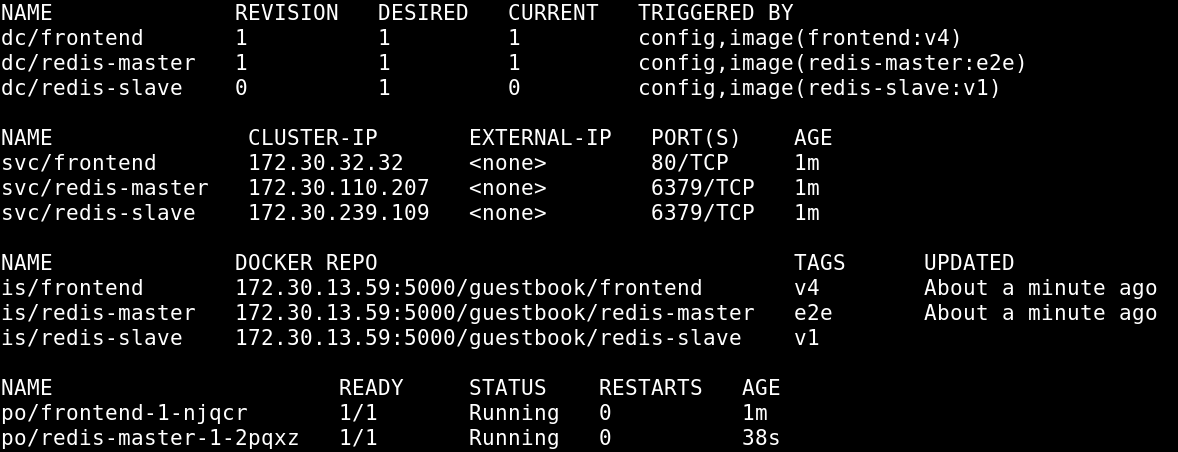 NAME REVISION DESIRED CURRENT TRIGGERED BY
dc/frontend 1 1 1 config,image(frontend:v4)
dc/redis-master 1 1 1 config,image(redis-master:e2e)
dc/redis-slave 0 1 0 config,image(redis-slave:v1)
NAME CLUSTER-IP EXTERNAL-IP PORT(S) AGE
svc/frontend 172.30.32.32 <none> 80/TCP 1m
svc/redis-master 172.30.110.207 <none> 6379/TCP 1m
svc/redis-slave 172.30.239.109 <none> 6379/TCP 1m
NAME DOCKER REPO TAGS UPDATED
is/frontend 172.30.13.59:5000/guestbook/frontend v4 About a minute ago
is/redis-master 172.30.13.59:5000/guestbook/redis-master e2e About a minute ago
is/redis-slave 172.30.13.59:5000/guestbook/redis-slave v1
NAME READY STATUS RESTARTS AGE
po/frontend-1-njqcr 1/1 Running 0 1m
po/redis-master-1-2pqxz 1/1 Running 0 38s